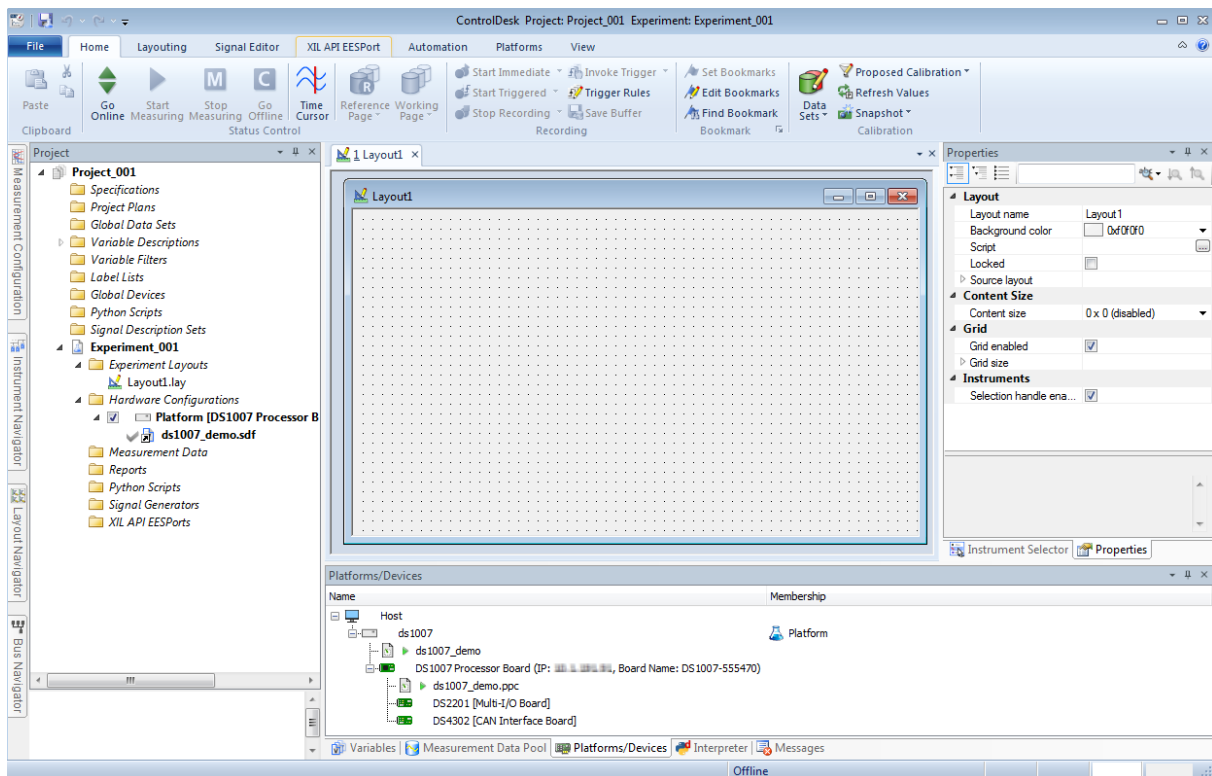 ControlDesk Project: Project_001 Experiment: Experiment_001
File Home Layouting Signal Editor XIL API EESPort Automation Platforms View
Paste
Clipboard
Go Online
Start Measuring
Stop Measuring
Go Offline
Status Control
Time Cursor
Reference Page
Working Page
Start Immediate Invoke Trigger
Start Triggered Trigger Rules
Stop Recording Save Buffer
Recording
Set Bookmarks
Edit Bookmarks
Find Bookmark
Bookmark
Data Sets
Proposed Calibration
Refresh Values
Snapshot
Calibration
Measurement Configuration
Instrument Navigator
Layout Navigator
Bus Navigator
Project
Project_001
Specifications
Project Plans
Global Data Sets
Variable Descriptions
Variable Filters
Label Lists
Global Devices
Python Scripts
Signal Description Sets
Experiment_001
Experiment Layouts
Layout1.lay
Hardware Configurations
Platform [DS1007 Processor B
ds1007_demo.sdf
Measurement Data
Reports
Python Scripts
Signal Generators
XIL API EESPorts
1 Layout1
Layout1
Properties
Layout
Layout name Layout1
Background color 0xf0f0f0
Script
Locked
Source layout
Content Size
Content size 0 x 0 (disabled)
Grid
Grid enabled
Grid size
Instruments
Selection handle ena...
Instrument Selector Properties
Platforms/Devices
Name Membership
Host
ds1007 Platform
ds1007_demo
DS1007 Processor Board (IP: , Board Name: DS1007-555470)
ds1007_demo.ppc
DS2201 [Multi-I/O Board]
DS4302 [CAN Interface Board]
Variables Measurement Data Pool Platforms/Devices Interpreter Messages
Offline